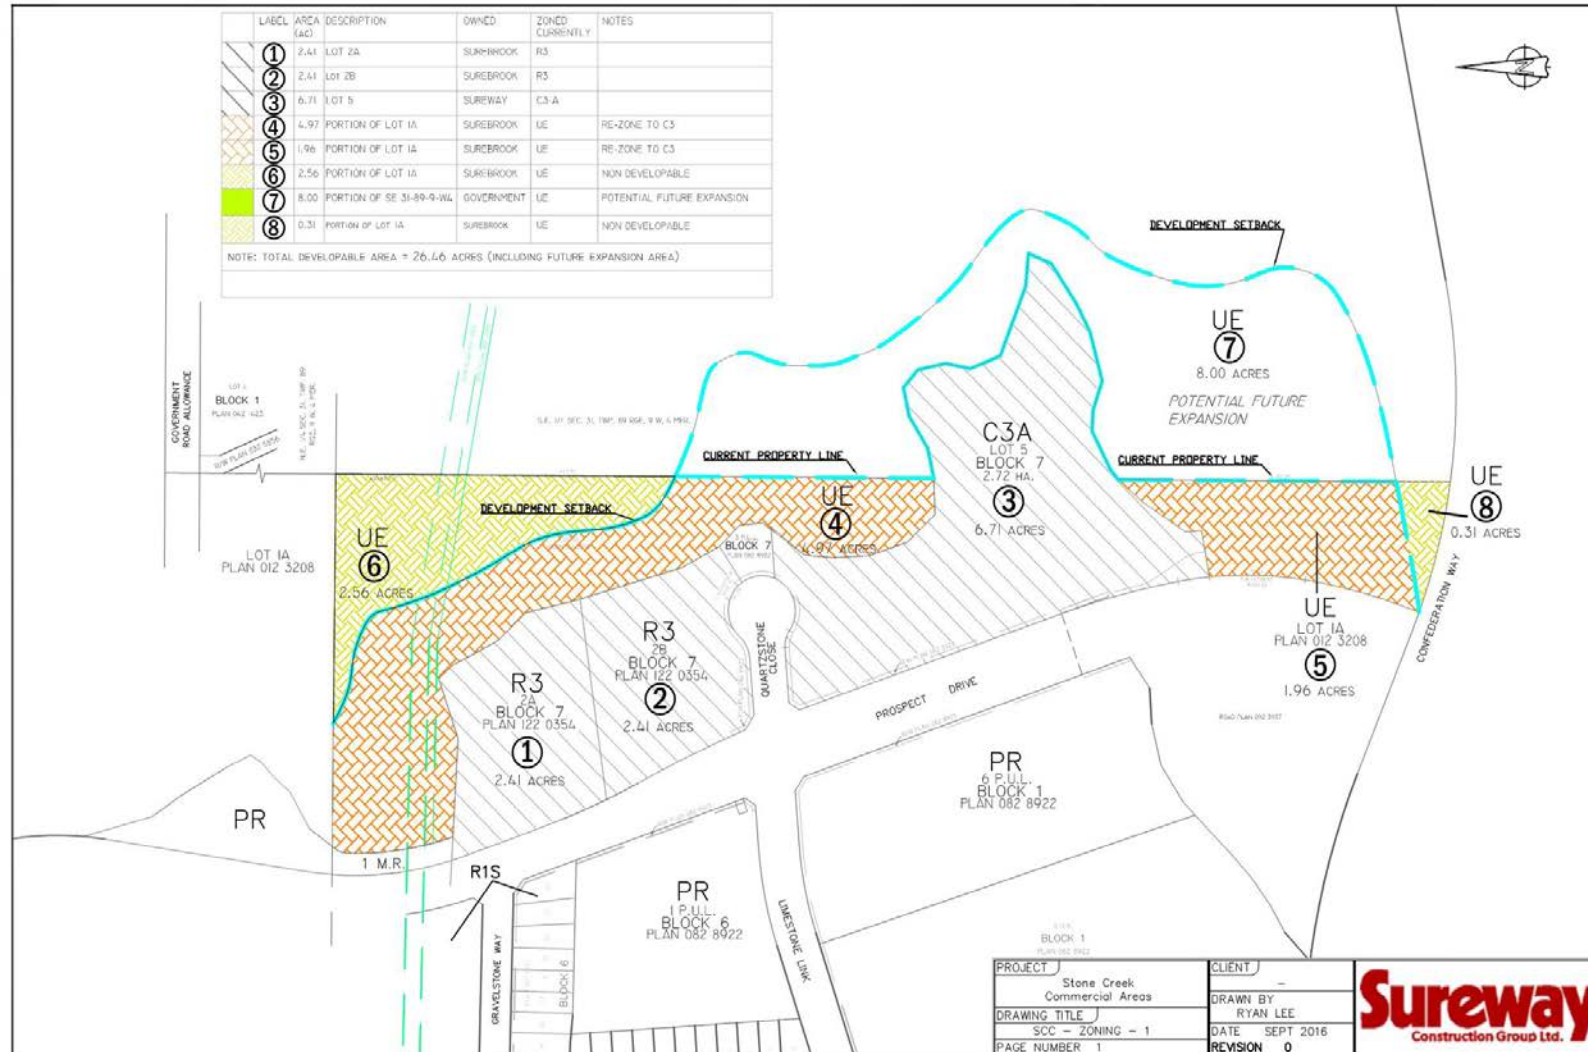 LABEL AREA (AC) DESCRIPTION OWNED ZONED CURRENTLY NOTES
1 2.41 LOT 2A SUREBROOK R3
2 2.41 Lot 2B SUREBROOK R3
3 6.71 LOT 5 SUREWAY C3-A
4 4.97 PORTION OF LOT 1A SUREBROOK UE RE-ZONE TO C3
5 1.96 PORTION OF LOT 1A SUREBROOK UE RE-ZONE TO C3
6 2.56 PORTION OF LOT 1A SUREBROOK UE NON DEVELOPABLE
7 8.00 PORTION OF SE 31-89-9-W4 GOVERNMENT UE POTENTIAL FUTURE EXPANSION
8 0.31 PORTION OF LOT 1A SUREBROOK UE NON DEVELOPABLE
NOTE: TOTAL DEVELOPABLE AREA = 26.46 ACRES (INCLUDING FUTURE EXPANSION AREA)
N
DEVELOPMENT SETBACK
UE
7
8.00 ACRES
POTENTIAL FUTURE
EXPANSION
GOVERNMENT
ROAD ALLOWANCE
BLOCK 1
C3A
LOT 5
BLOCK 7
2.72 HA.
3
6.71 ACRES
CURRENT PROPERTY LINE
CURRENT PROPERTY LINE
UE
8
0.31 ACRES
DEVELOPMENT SETBACK
UE
4
4.97 ACRES
UE
6
2.56 ACRES
LOT 1A
PLAN 012 3208
BLOCK 7
UE
LOT 1A
PLAN 012 3208
5
1.96 ACRES
CONFEDERATION WAY
R3
2B
BLOCK 7
PLAN 122 0354
2
2.41 ACRES
R3
2A
BLOCK 7
PLAN 122 0354
1
2.41 ACRES
QUARTZSTONE
CLOSE
PROSPECT DRIVE
PR
6 P.U.L.
BLOCK 1
PLAN 082 8922
PR
1 M.R.
R1S
PR
1 P.U.L.
BLOCK 6
PLAN 082 8922
LIMESTONE LINK
GRAVELSTONE WAY
BLOCK 6
BLOCK 1
PROJECT
Stone Creek
Commercial Areas
DRAWING TITLE
SCC - ZONING - 1
PAGE NUMBER 1
CLIENT
-
DRAWN BY
RYAN LEE
DATE SEPT 2016
REVISION 0
Sureway
Construction Group Ltd.